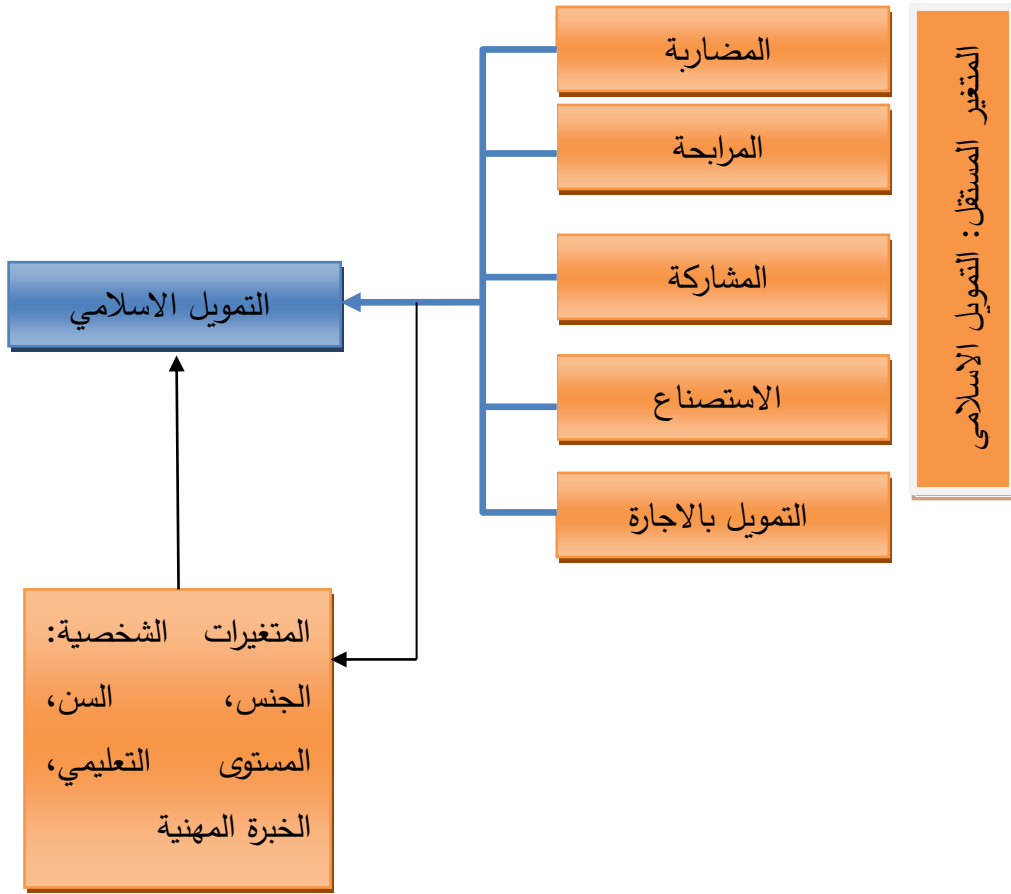 المتغير المستقل: التمويل الاسلامي
المضاربة
المرابحة
المشاركة
الاستصناع
التمويل بالاجارة
التمويل الاسلامي
المتغيرات الشخصية:
الجنس، السن،
المستوى التعليمي،
الخبرة المهنية